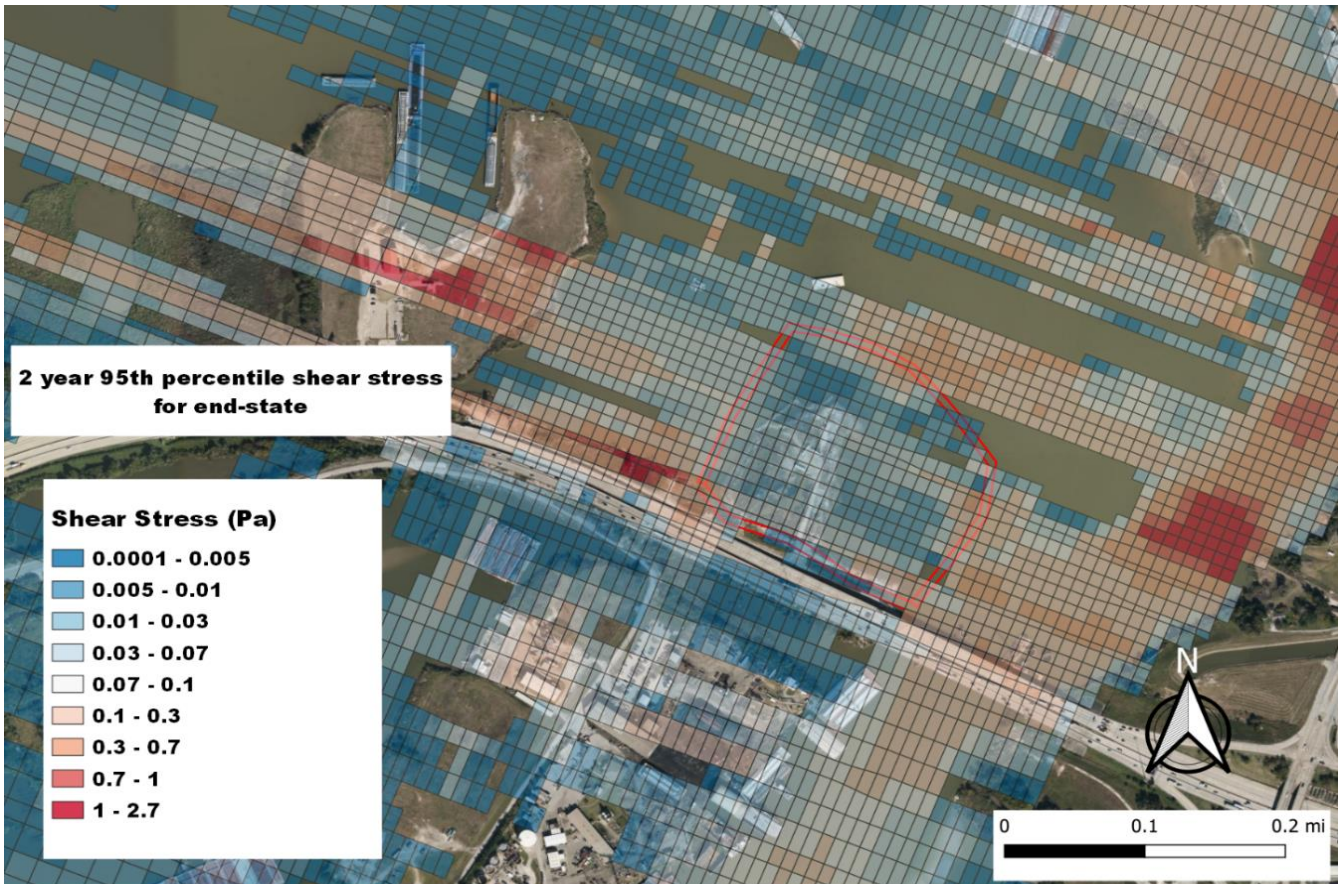 2 year 95th percentile shear stress
for end-state
Shear Stress (Pa)
0.0001 - 0.005
0.005 - 0.01
0.01 - 0.03
0.03 - 0.07
0.07 - 0.1
0.1 - 0.3
0.3 - 0.7
0.7 - 1
1 - 2.7
N
0 0.1 0.2 mi